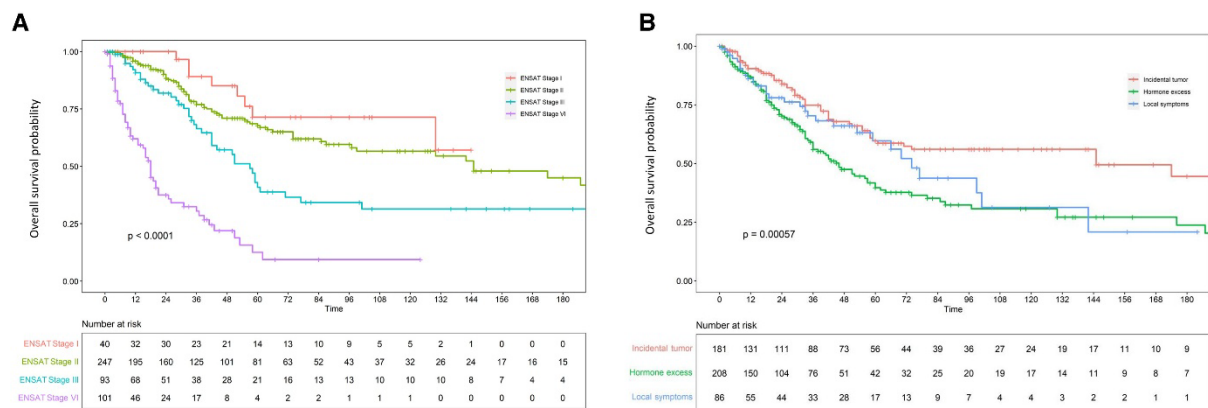 A
Overall survival probability
1.00
0.75
0.50
0.25
0.00
ENSAT Stage I
ENSAT Stage II
ENSAT Stage III
ENSAT Stage VI
p < 0.0001
0 12 24 36 48 60 72 84 96 108 120 132 144 156 168 180
Time
Number at risk
ENSAT Stage I 40 32 30 23 21 14 13 10 9 5 5 2 1 0 0 0
ENSAT Stage II 247 195 160 125 101 81 63 52 43 37 32 26 24 17 16 15
ENSAT Stage III 93 68 51 38 28 21 16 13 13 10 10 10 8 7 4 4
ENSAT Stage VI 101 46 24 17 8 4 2 2 1 1 1 0 0 0 0 0
B
Overall survival probability
1.00
0.75
0.50
0.25
0.00
Incidental tumor
Hormone excess
Local symptoms
p = 0.00057
0 12 24 36 48 60 72 84 96 108 120 132 144 156 168 180
Time
Number at risk
Incidental tumor 181 131 111 88 73 56 44 39 36 27 24 19 17 11 10 9
Hormone excess 208 150 104 76 51 42 32 25 20 19 17 14 11 9 8 7
Local symptoms 86 55 44 33 28 17 13 9 7 4 4 3 2 2 1 1